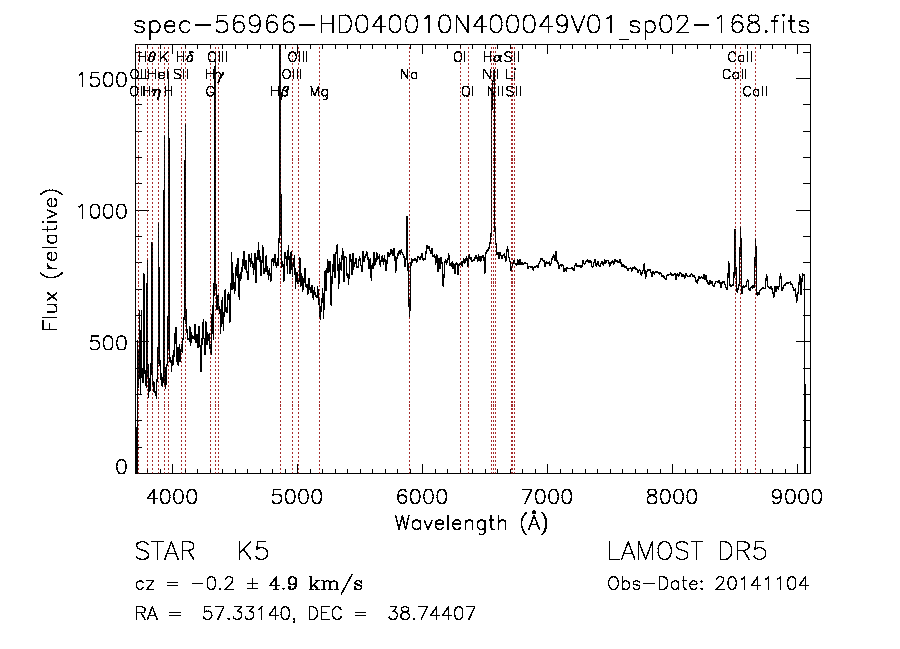 spec−56966−HD040010N400049V01_sp02−168.fits
Hθ K Hδ OIII OIII OI Hα SII CaII
OII HeI SII Hγ OIII Na NII Li CaII
OII Hη H G Hβ Mg OI NII SII CaII
1500
1000
500
0
Flux (relative)
4000 5000 6000 7000 8000 9000
Wavelength (Å)
STAR K5 LAMOST DR5
cz = −0.2 ± 4.9 km/s Obs−Date: 20141104
RA = 57.33140, DEC = 38.74407